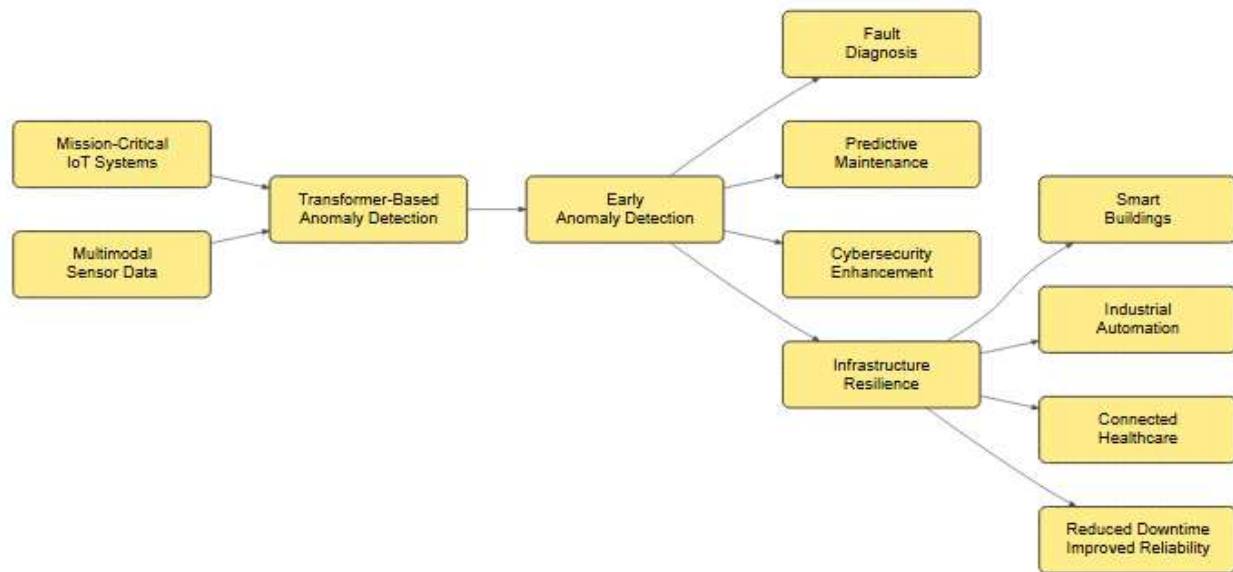 Mission-Critical
IoT Systems
Multimodal
Sensor Data
Transformer-Based
Anomaly Detection
Early
Anomaly Detection
Fault
Diagnosis
Predictive
Maintenance
Cybersecurity
Enhancement
Infrastructure
Resilience
Smart
Buildings
Industrial
Automation
Connected
Healthcare
Reduced Downtime
Improved Reliability